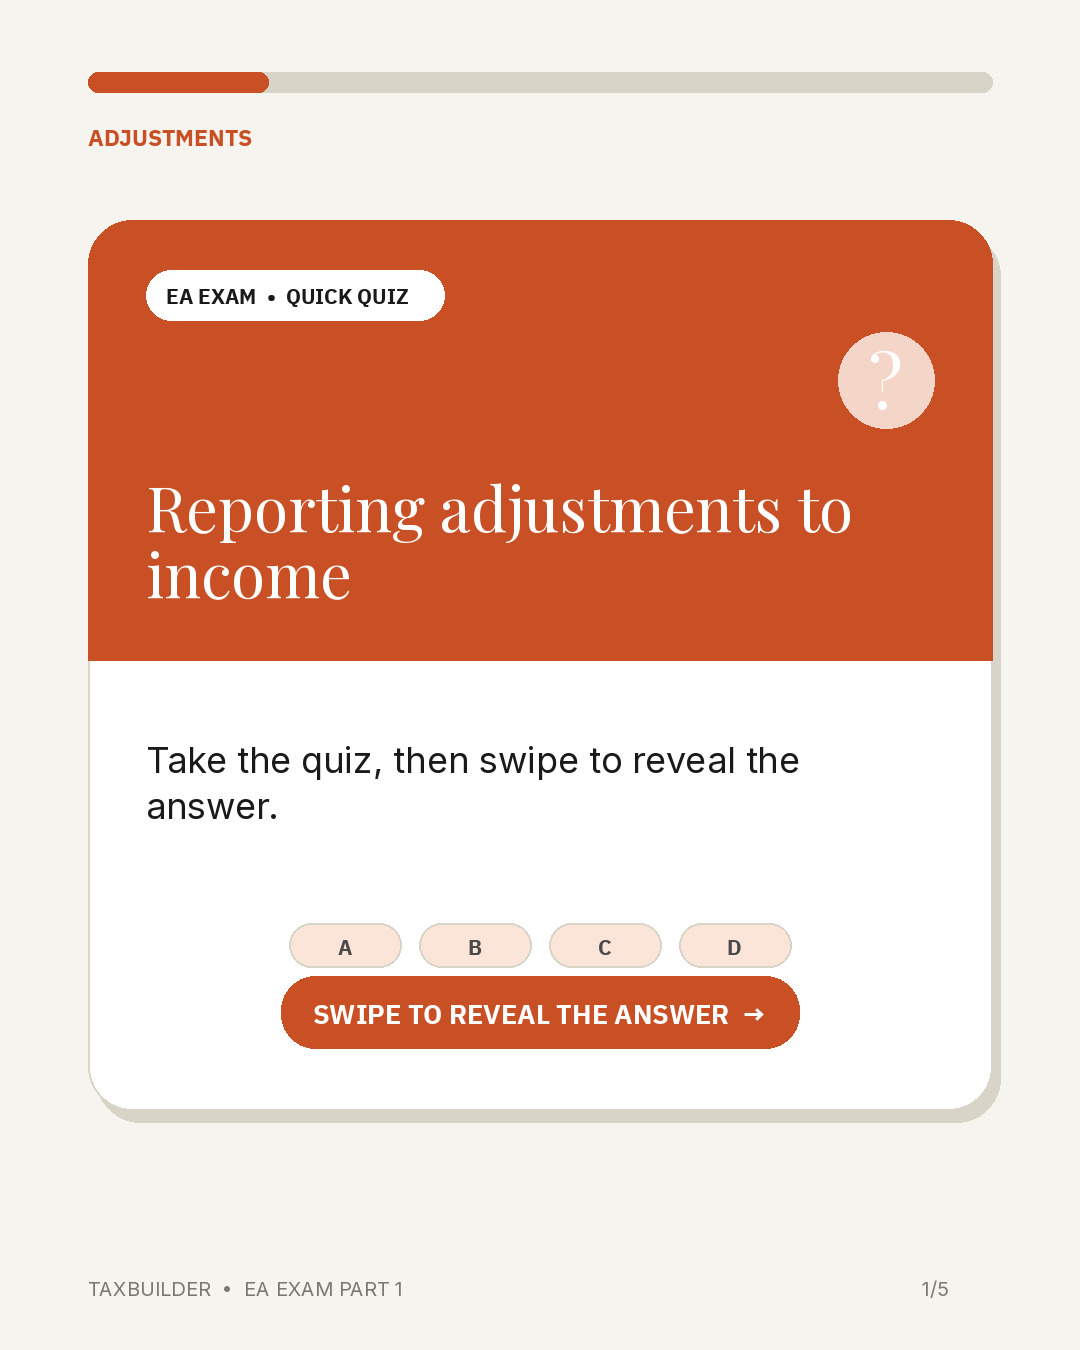 ADJUSTMENTS
EA EXAM • QUICK QUIZ
?
Reporting adjustments to
income
Take the quiz, then swipe to reveal the
answer.
A B C D
SWIPE TO REVEAL THE ANSWER →
TAXBUILDER • EA EXAM PART 1 1/5